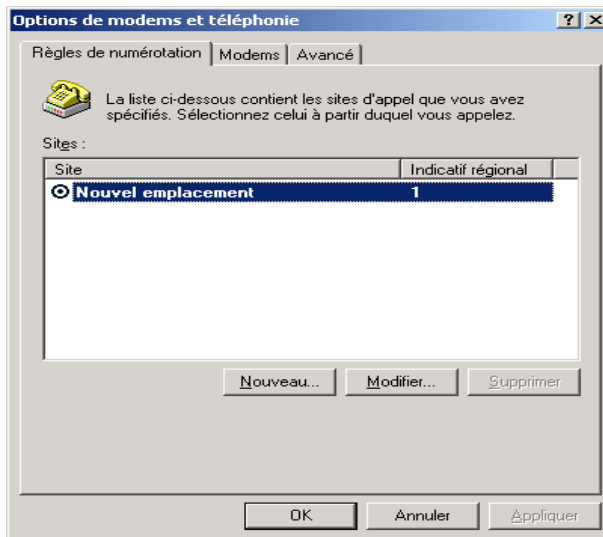 Options de modems et téléphonie
Règles de numérotation Modems Avancé
La liste ci-dessous contient les sites d'appel que vous avez
spécifiés. Sélectionnez celui à partir duquel vous appelez.
Sites :
Site Indicatif régional
Nouvel emplacement 1
Nouveau... Modifier... Supprimer
OK Annuler Appliquer